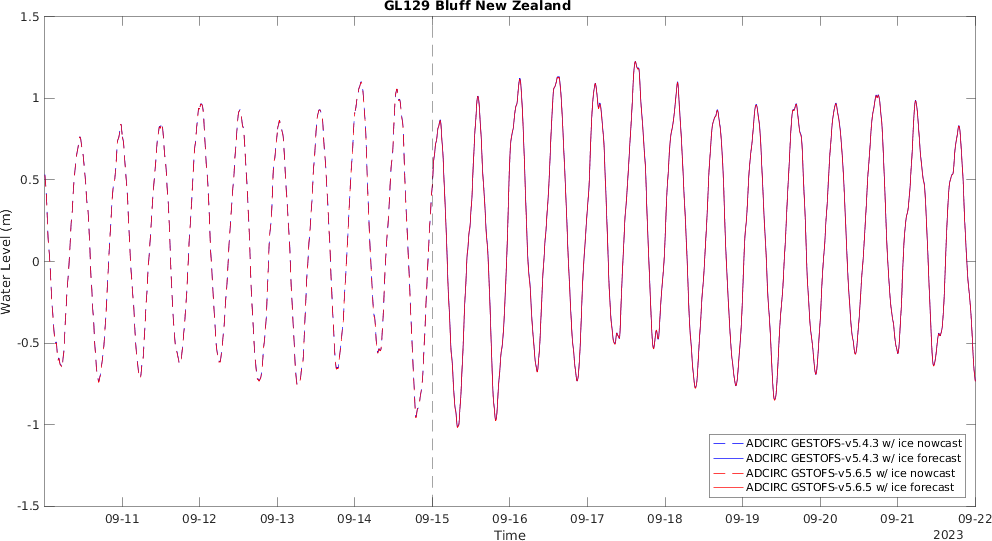 GL129 Bluff New Zealand
1.5
1
0.5
0
-0.5
-1
-1.5
Water Level (m)
ADCIRC GESTOFS-v5.4.3 w/ ice nowcast
ADCIRC GESTOFS-v5.4.3 w/ ice forecast
ADCIRC GSTOFS-v5.6.5 w/ ice nowcast
ADCIRC GSTOFS-v5.6.5 w/ ice forecast
09-11 09-12 09-13 09-14 09-15 09-16 09-17 09-18 09-19 09-20 09-21 09-22
Time
2023